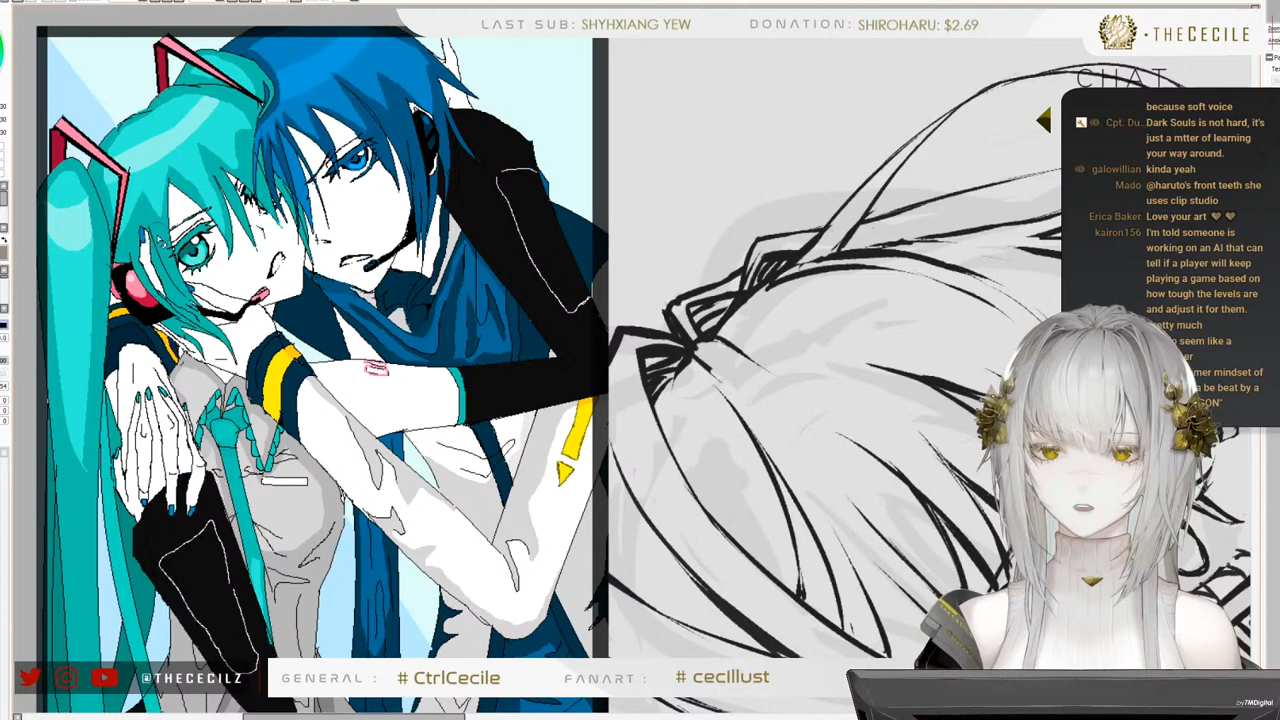 LAST SUB: SHYHXIANG YEW
DONATION: SHIROHARU: $2.69
· THECECILE
CHAT
because soft voice
Cpt. Du... Dark Souls is not hard, it's
just a mtter of learning
your way around.
galowillian kinda yeah
Mado @haruto's front teeth she
uses clip studio
Erica Baker Love your art
kairon156 I'm told someone is
working on an AI that can
tell if a player will keep
playing a game based on
how tough the levels are
and adjust it for them.
much
seem like a
mindset of
be beat by a
@THECECILZ
GENERAL : # CtrlCecile
FANART : # cecIllust
by7MDigital